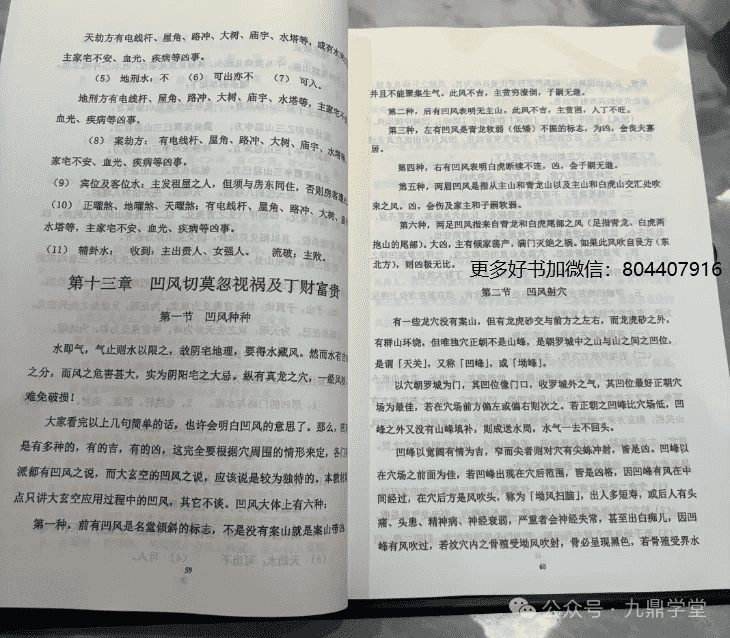 天劫方有电线杆、屋角、路冲、大树、庙宇、水塔等，或有水
主家宅不安、血光、疾病等凶事。
（5） 地刑水：不 （6） 可出亦不 （7） 可入。
地刑方有电线杆、屋角、路冲、大树、庙宇、水塔等，主家宅不
血光、疾病等凶事。
（8） 案劫方： 有电线杆、屋角、路冲、大树、庙宇、水塔等，
家宅不安、血光、疾病等凶事。
（9） 宾位及客位水，主发租屋之人，但须与房东同住，否则房客
（10） 正曜煞、地曜煞、天曜煞：有电线杆、屋角、路冲、大树、
水塔等，主家宅不安、血光、疾病等凶事。
（11） 辅卦水： 收到：主出贵人、女强人。 流破：主败。
第十三章 凹风切莫忽视祸及丁财富贵
第一节 凹风种种
水即气，气止则水以限之，故阴宅地理，要得水藏风。然而水有
之分，而风之危害甚大，实为阴阳宅之大忌。纵有真龙之穴，一经风
难免破损！
大家看完以上几句简单的话，也许会明白凹风的意思了。那么，
是有多种的，有的吉，有的凶，这完全要根据穴周围的情形来定，各
派都有凹风之说，而大玄空的凹风之说，应该说是较为独特的。本教
点只讲大玄空应用过程中的凹风，其它不谈。凹风大体上有六种：
第一种，前有凹风是名堂倾斜的标志，不是没有案山就是案山带
59
并且不能聚集生气。此风不吉，主贫穷潦倒，子嗣无继。
第二种，后有凹风表明无主山。此风不吉，主贫困，人丁不旺。
第三种，左有凹风是青龙软弱（低矮）不振的标志，为凶，会丧夫寡
居。
第四种，右有凹风表明白虎断续不连，凶，会子嗣无继。
第五种，两眉凹风是指从主山和青龙山以及主山和白虎山交汇处吹
来之风。凶，会伤及家主和子嗣软弱。
第六种，两足凹风指来自青龙和白虎尾部之风（足指青龙、白虎两
抱山的尾部），大凶，主有倾家荡产，满门灭绝之祸。如果此风吹自艮方（东
北方），则凶极无比。
更多好书加微信：804407916
第二节 凹风射穴
有一些龙穴没有案山，但有龙虎砂交与前方之左右，而龙虎砂之外，
有群山环绕，但唯独穴正朝不是山峰，是朝罗城中之山与山之间之凹位，
是谓「天关」，又称「凹峰」，或「坳峰」。
以穴朝罗城为门，其凹位像门口，收罗城外之气，其凹位最好正朝穴
场为最佳，若在穴场前方偏左或偏右则次之。若正朝之凹峰比穴场低，凹
峰之外又没有山峰填补，则成送水局，水气一去不回头。
凹峰以宽阔有情为吉，窄而尖者则对穴有尖峰冲射，皆是凶。凹峰以
在穴场之前面为佳，若凹峰出现在穴后范围，皆是凶格，因凹峰有风在中
间经过，在穴后方是风吹头，称为「坳风扫脑」，出人多短寿，或后人有头
痛、头患、精神病、神经衰弱，严重者会神经失常，甚至出白痴儿，因凹
峰有风吹过，若坟穴内之骨殖受坳风吹射，骨必呈现黑色，若骨殖受界水
60
公众号·九鼎学堂